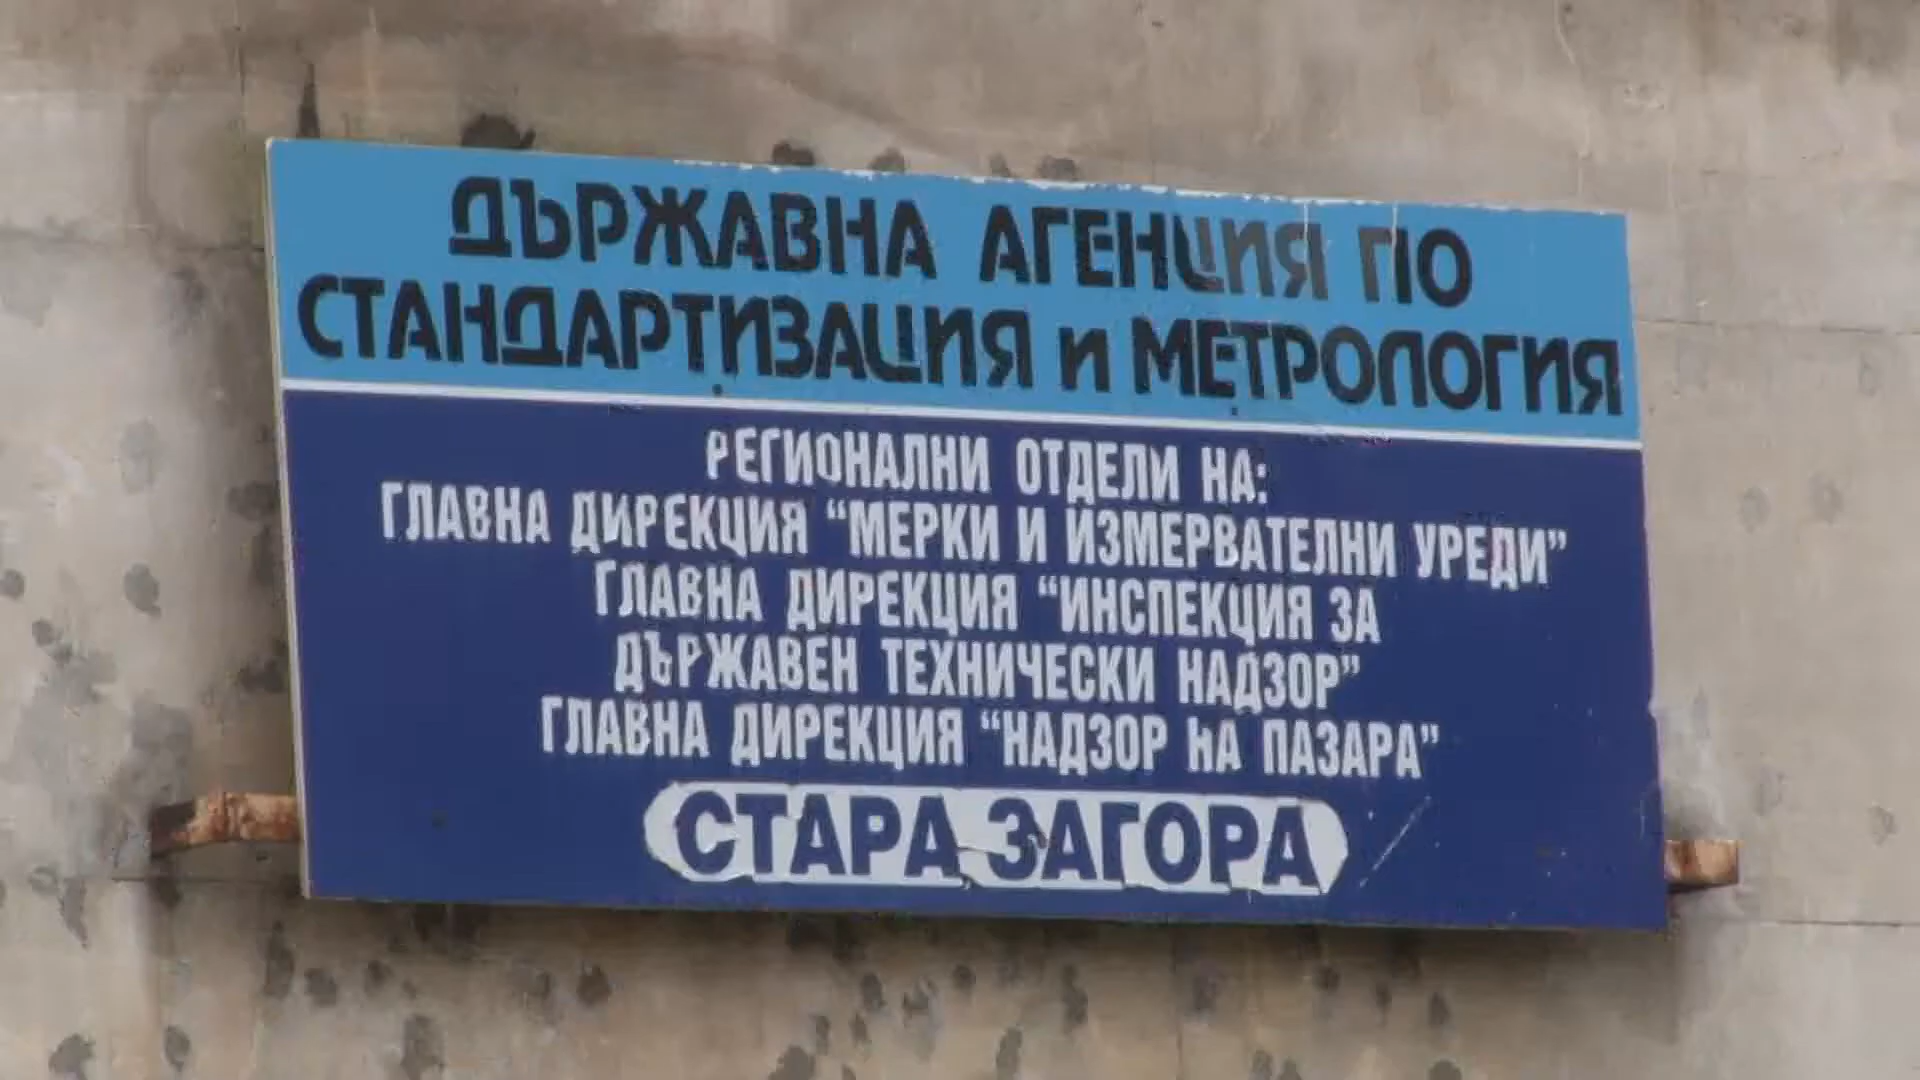 ДЪРЖАВНА АГЕНЦИЯ ПО
СТАНДАРТИЗАЦИЯ и МЕТРОЛОГИЯ
РЕГИОНАЛНИ ОТДЕЛИ НА:
ГЛАВНА ДИРЕКЦИЯ “МЕРКИ И ИЗМЕРВАТЕЛНИ УРЕДИ”
ГЛАВНА ДИРЕКЦИЯ “ИНСПЕКЦИЯ ЗА
ДЪРЖАВЕН ТЕХНИЧЕСКИ НАДЗОР”
ГЛАВНА ДИРЕКЦИЯ “НАДЗОР НА ПАЗАРА”
СТАРА ЗАГОРА